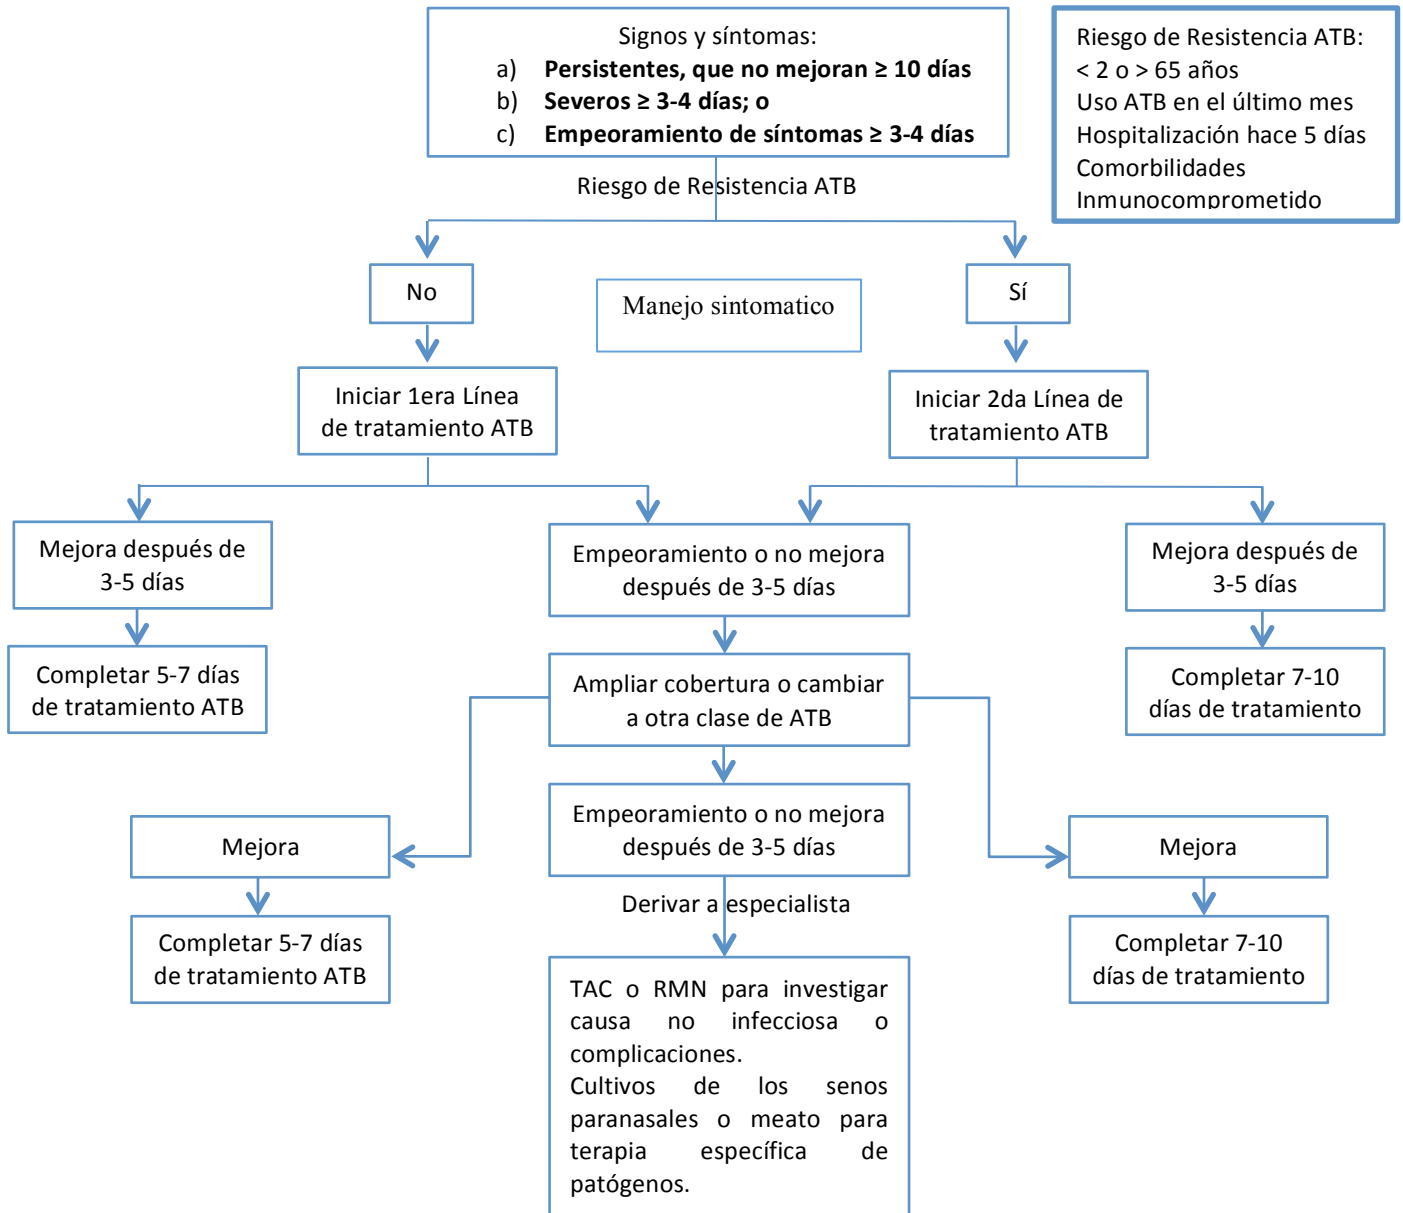 Signos y síntomas:
a) Persistentes, que no mejoran ≥ 10 días
b) Severos ≥ 3-4 días; o
c) Empeoramiento de síntomas ≥ 3-4 días
Riesgo de Resistencia ATB:
< 2 o > 65 años
Uso ATB en el último mes
Hospitalización hace 5 días
Comorbilidades
Inmunocomprometido
Riesgo de Resistencia ATB
No
Manejo sintomatico
Sí
Iniciar 1era Línea
de tratamiento ATB
Iniciar 2da Línea de
tratamiento ATB
Mejora después de
3-5 días
Empeoramiento o no mejora
después de 3-5 días
Mejora después de
3-5 días
Completar 5-7 días
de tratamiento ATB
Ampliar cobertura o cambiar
a otra clase de ATB
Completar 7-10
días de tratamiento
Mejora
Empeoramiento o no mejora
después de 3-5 días
Mejora
Completar 5-7 días
de tratamiento ATB
Derivar a especialista
Completar 7-10
días de tratamiento
TAC o RMN para investigar
causa no infecciosa o
complicaciones.
Cultivos de los senos
paranasales o meato para
terapia específica de
patógenos.